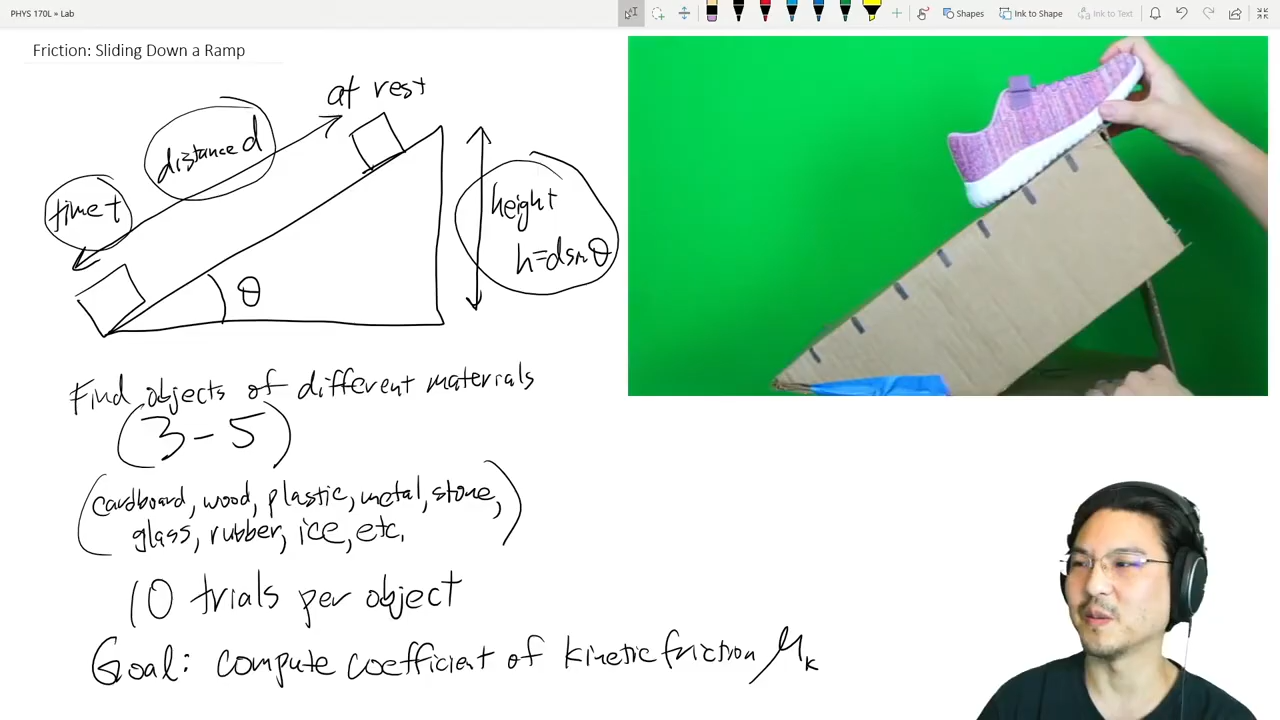 PHYS 170L = Lab
Shapes
Ink to Shape
Ink to Text
Friction: Sliding Down a Ramp
at rest
distance d
time t
height
h=dsinθ
θ
Find objects of different materials
(3-5)
(cardboard, wood, plastic, metal, stone,
glass, rubber, ice, etc.)
10 trials per object
Goal: compute coefficient of kinetic friction μk